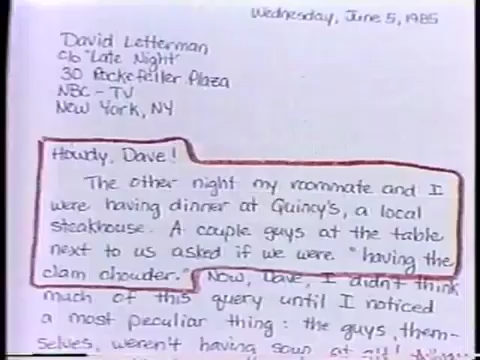 Wednesday, June 5, 1985
David Letterman
c/o "Late Night"
30 Rockefeller Plaza
NBC - TV
New York, NY
Howdy, Dave!
The other night my roommate and I
were having dinner at Quincy's, a local
steakhouse. A couple guys at the table
next to us asked if we were "having the
clam chowder." Now, Dave, I didn't think
much of this query until I noticed
a most peculiar thing: the guys, them-
selves, weren't having soup at all!